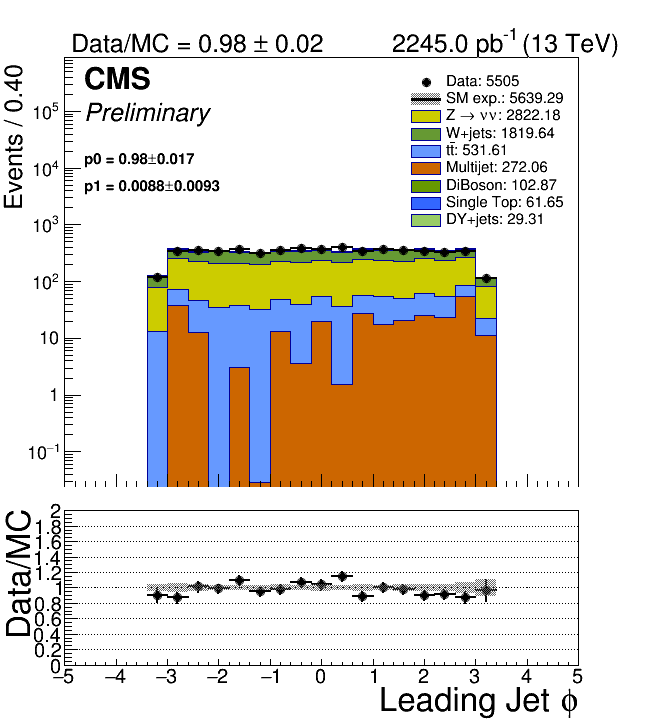 Data/MC = 0.98 ± 0.02 2245.0 pb⁻¹ (13 TeV)
CMS
Preliminary
p0 = 0.98±0.017
p1 = 0.0088±0.0093
Data: 5505
SM exp.: 5639.29
Z → νν: 2822.18
W+jets: 1819.64
tt̄: 531.61
Multijet: 272.06
DiBoson: 102.87
Single Top: 61.65
DY+jets: 29.31
Events / 0.40
10⁵
10⁴
10³
10²
10
1
10⁻¹
Data/MC
2
1.8
1.6
1.4
1.2
1
0.8
0.6
0.4
0.2
0
−5 −4 −3 −2 −1 0 1 2 3 4 5
Leading Jet ϕ